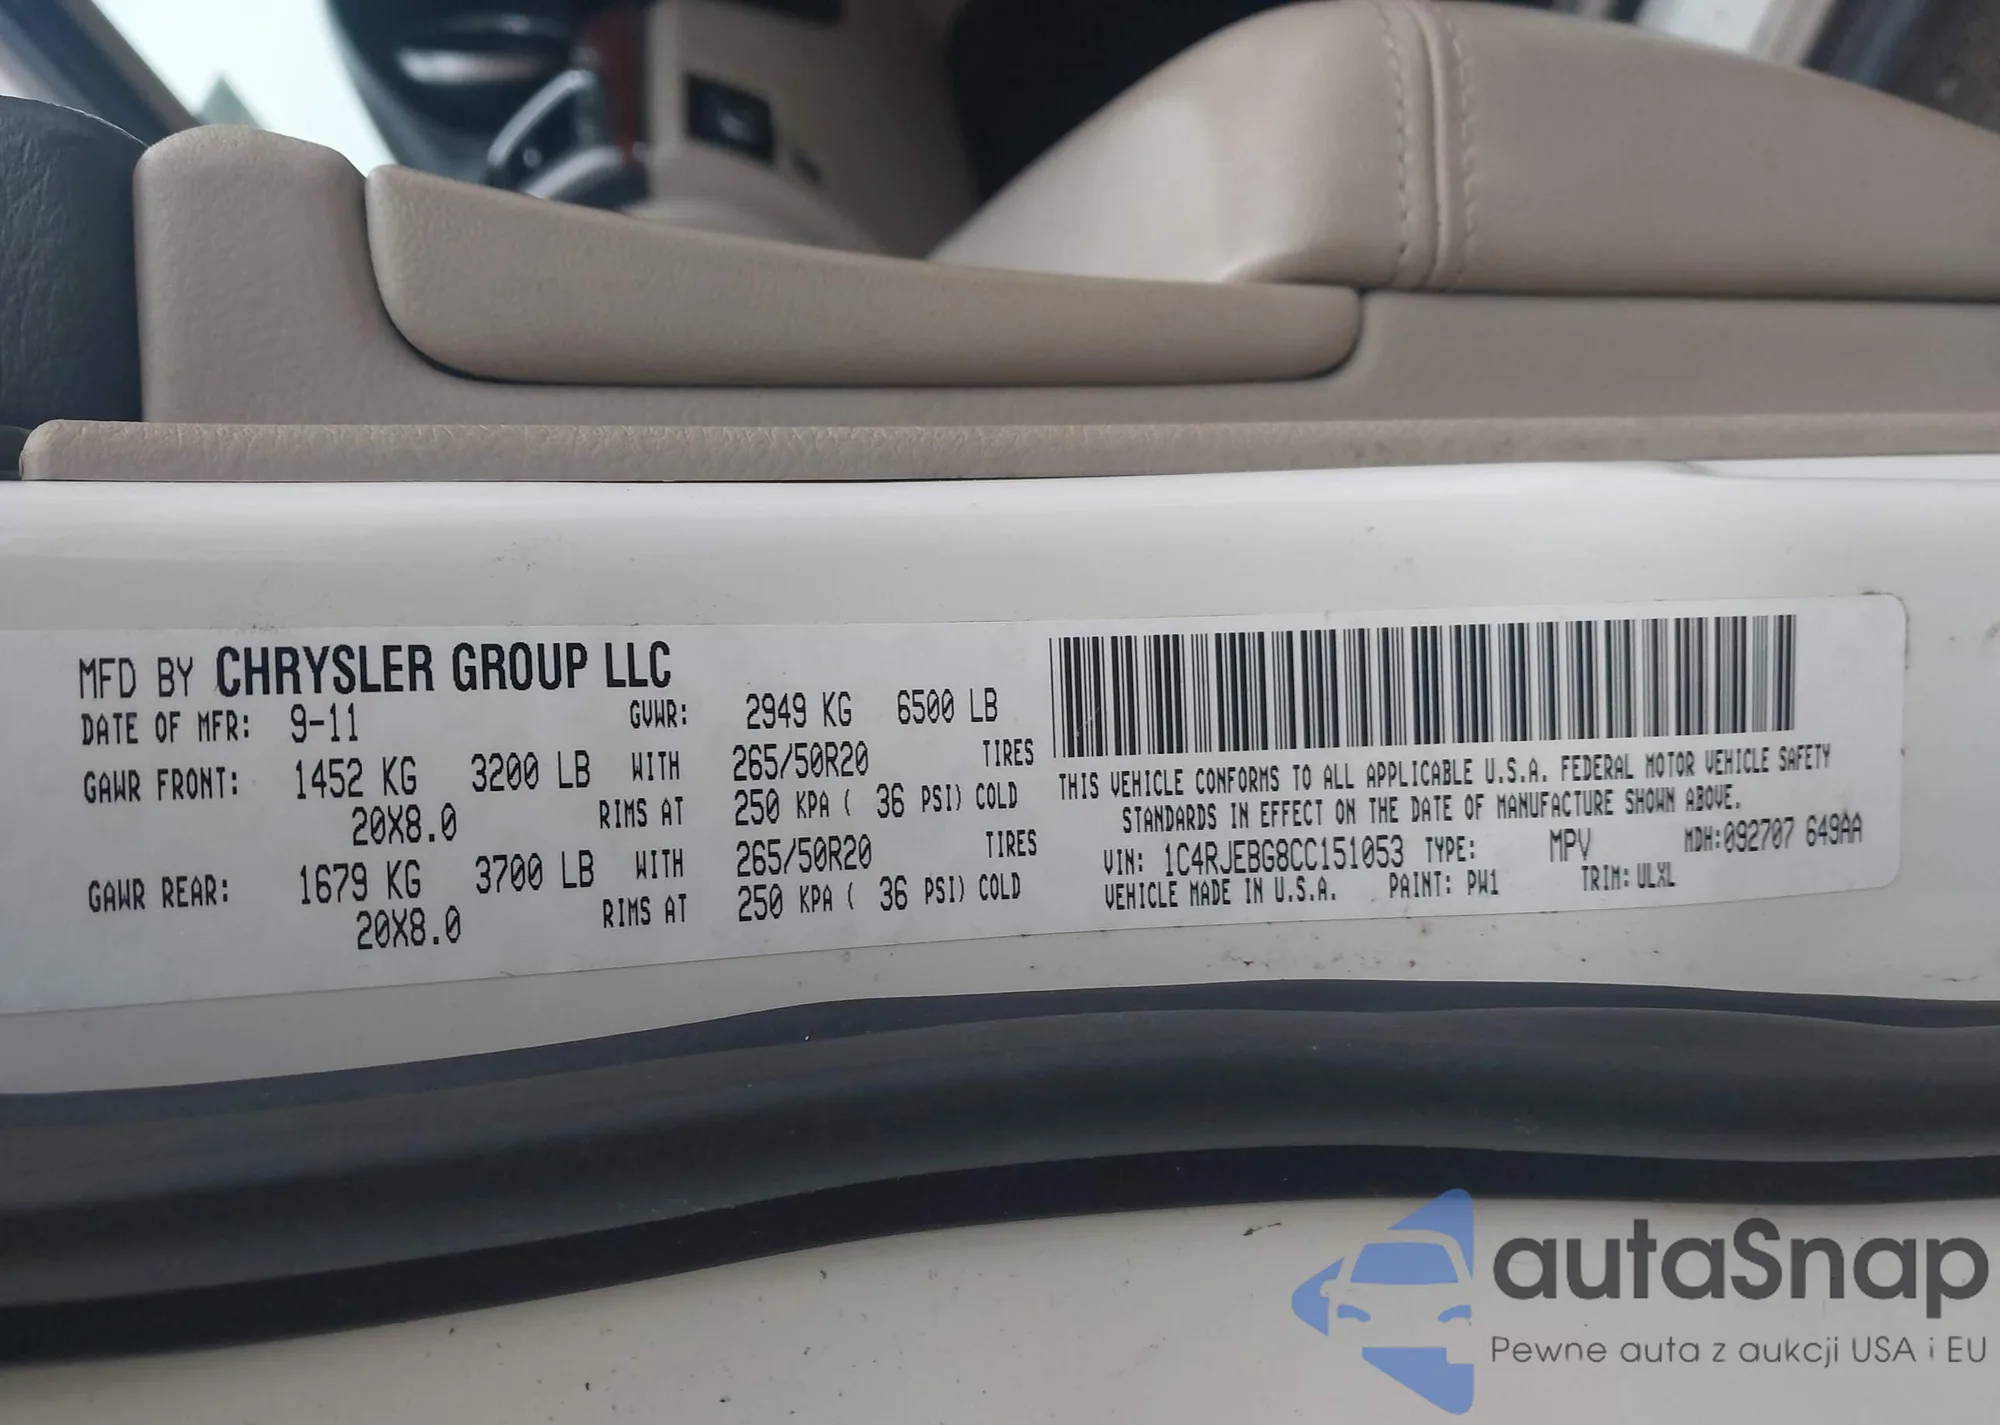 MFD BY CHRYSLER GROUP LLC
DATE OF MFR: 9-11 GVWR: 2949 KG 6500 LB
GAWR FRONT: 1452 KG 3200 LB WITH 265/50R20 TIRES
20X8.0 RIMS AT 250 KPA ( 36 PSI) COLD
GAWR REAR: 1679 KG 3700 LB WITH 265/50R20 TIRES
20X8.0 RIMS AT 250 KPA ( 36 PSI) COLD
THIS VEHICLE CONFORMS TO ALL APPLICABLE U.S.A. FEDERAL MOTOR VEHICLE SAFETY
STANDARDS IN EFFECT ON THE DATE OF MANUFACTURE SHOWN ABOVE.
VIN: 1C4RJEBG8CC151053 TYPE: MPV MDH:092707 649AA
VEHICLE MADE IN U.S.A. PAINT: PW1 TRIM: ULXL
autaSnap
Pewne auta z aukcji USA i EU